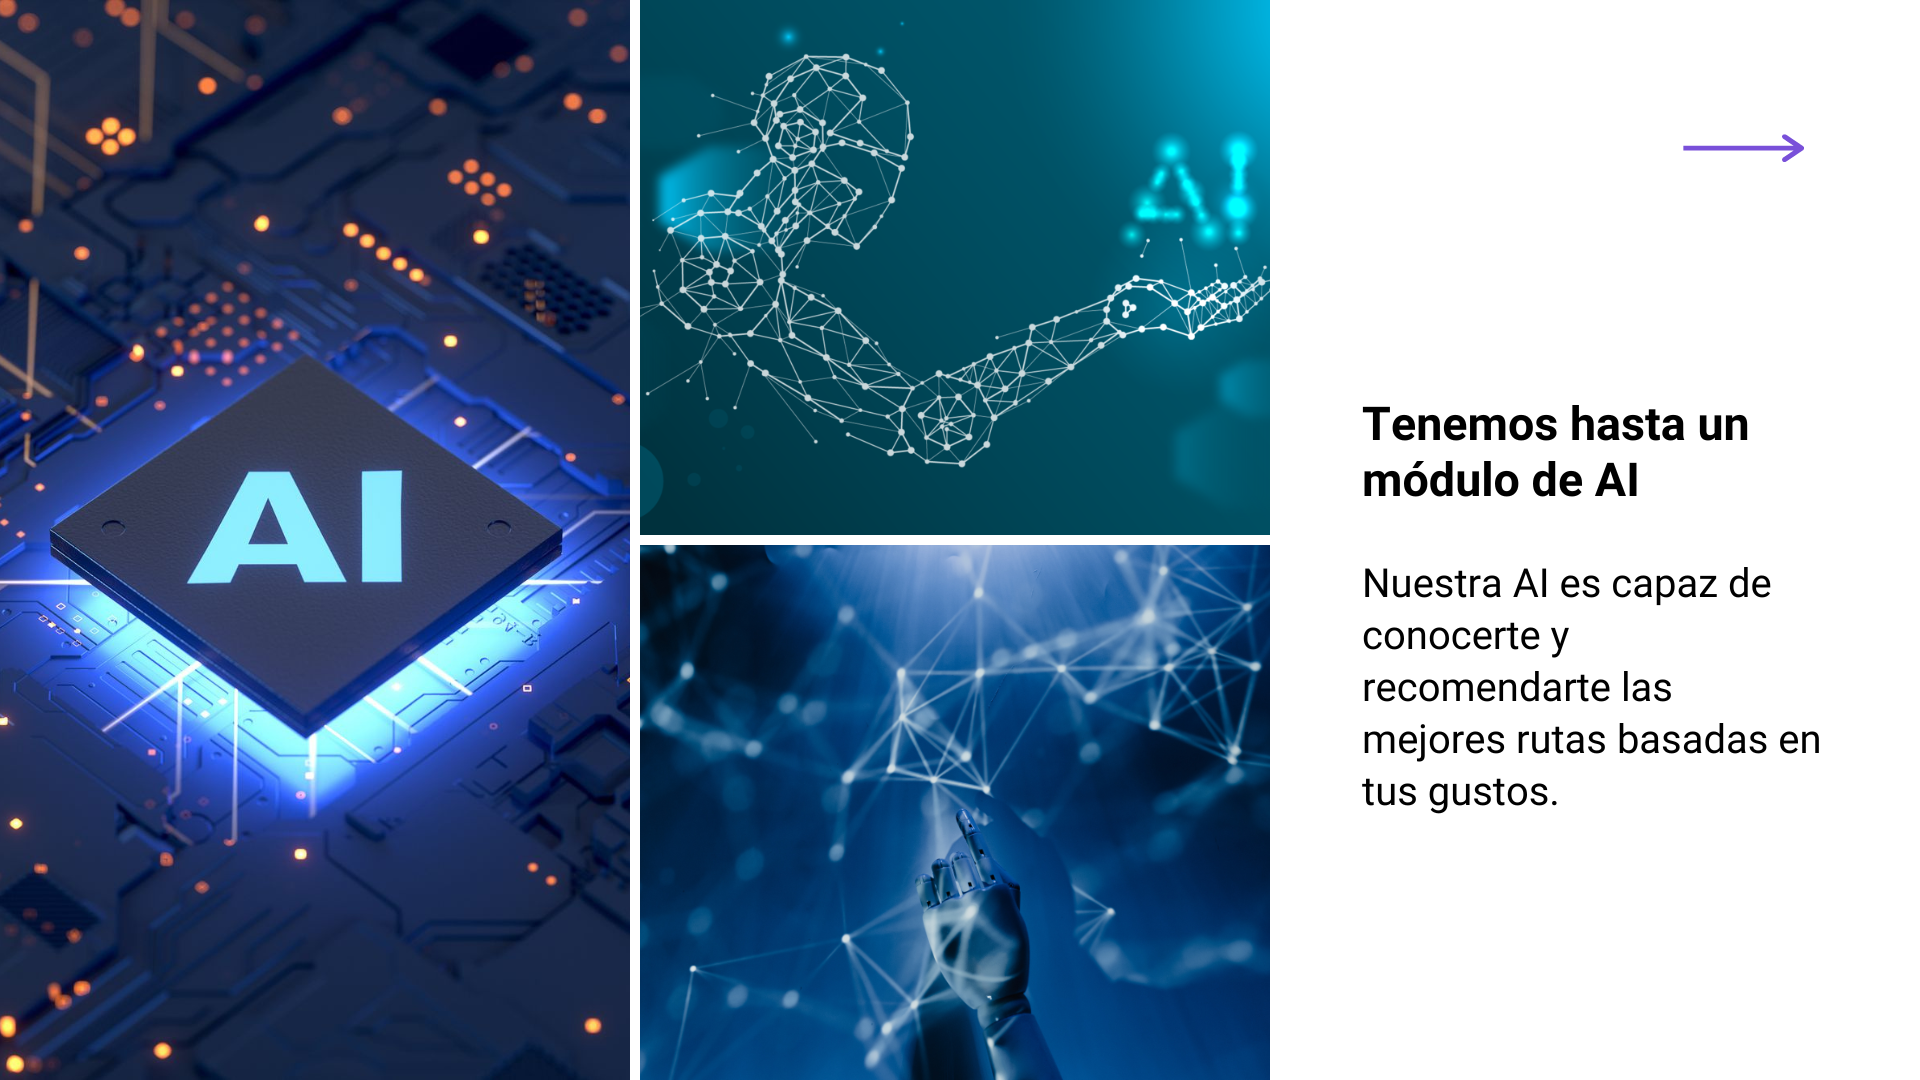 AI
AI
Tenemos hasta un
módulo de AI
Nuestra AI es capaz de
conocerte y
recomendarte las
mejores rutas basadas en
tus gustos.